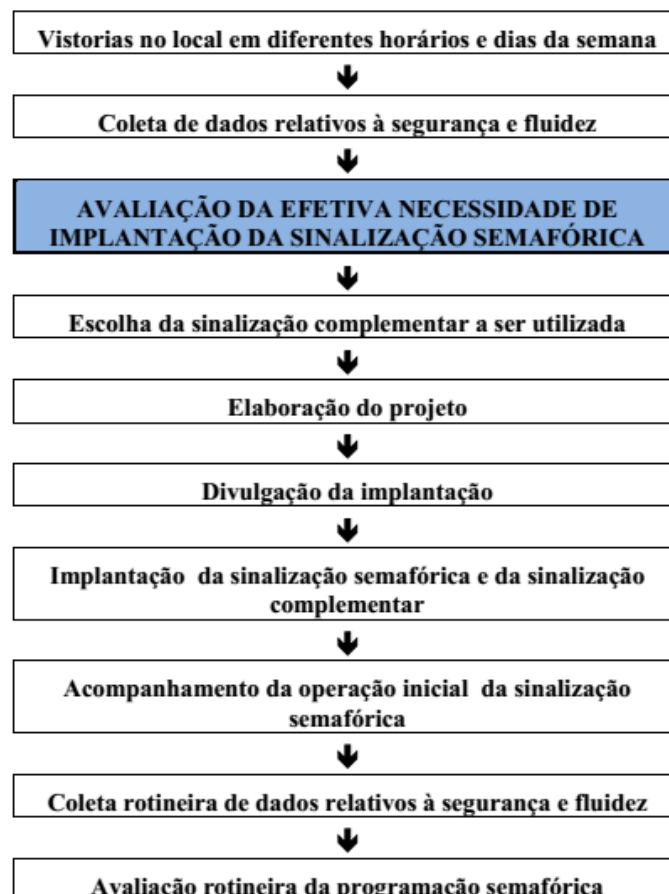 Vistorias no local em diferentes horários e dias da semana
Coleta de dados relativos à segurança e fluidez
AVALIAÇÃO DA EFETIVA NECESSIDADE DE
IMPLANTAÇÃO DA SINALIZAÇÃO SEMAFÓRICA
Escolha da sinalização complementar a ser utilizada
Elaboração do projeto
Divulgação da implantação
Implantação da sinalização semafórica e da sinalização
complementar
Acompanhamento da operação inicial da sinalização
semafórica
Coleta rotineira de dados relativos à segurança e fluidez
Avaliação rotineira da programação semafórica